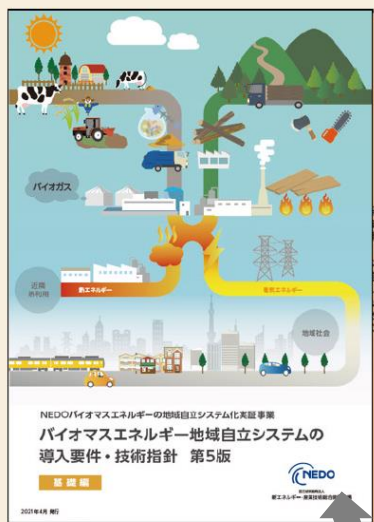 バイオガス
近隣
熱利用
熱エネルギー
電気エネルギー
地域社会
NEDOバイオマスエネルギーの地域自立システム化実証事業
バイオマスエネルギー地域自立システムの
導入要件・技術指針 第5版
基礎編
NEDO
2021年4月 発行